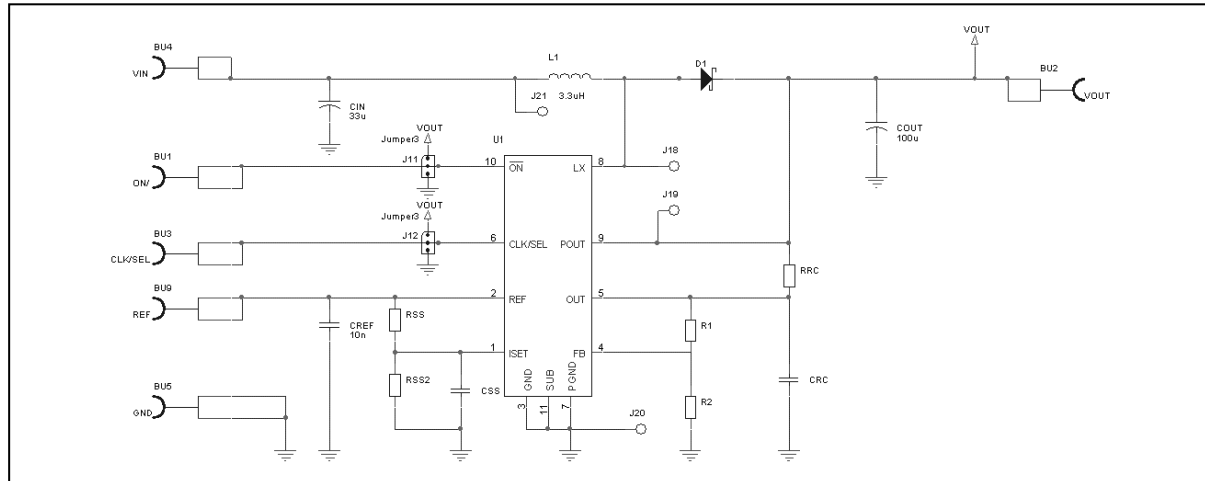 BU4
VIN
CIN
33u
L1
3.3uH
J21
D1
VOUT
BU2
VOUT
COUT
100u
BU1
ON/
VOUT
Jumper3
J11
U1
10
ON
LX
8
J18
J19
BU3
CLK/SEL
VOUT
Jumper3
J12
6
CLK/SEL
POUT
9
RRC
BU9
REF
CREF
10n
RSS
2
REF
OUT
5
R1
1
ISET
FB
4
RSS2
CSS
GND
SUB
PGND
3
11
7
J20
R2
CRC
BU5
GND